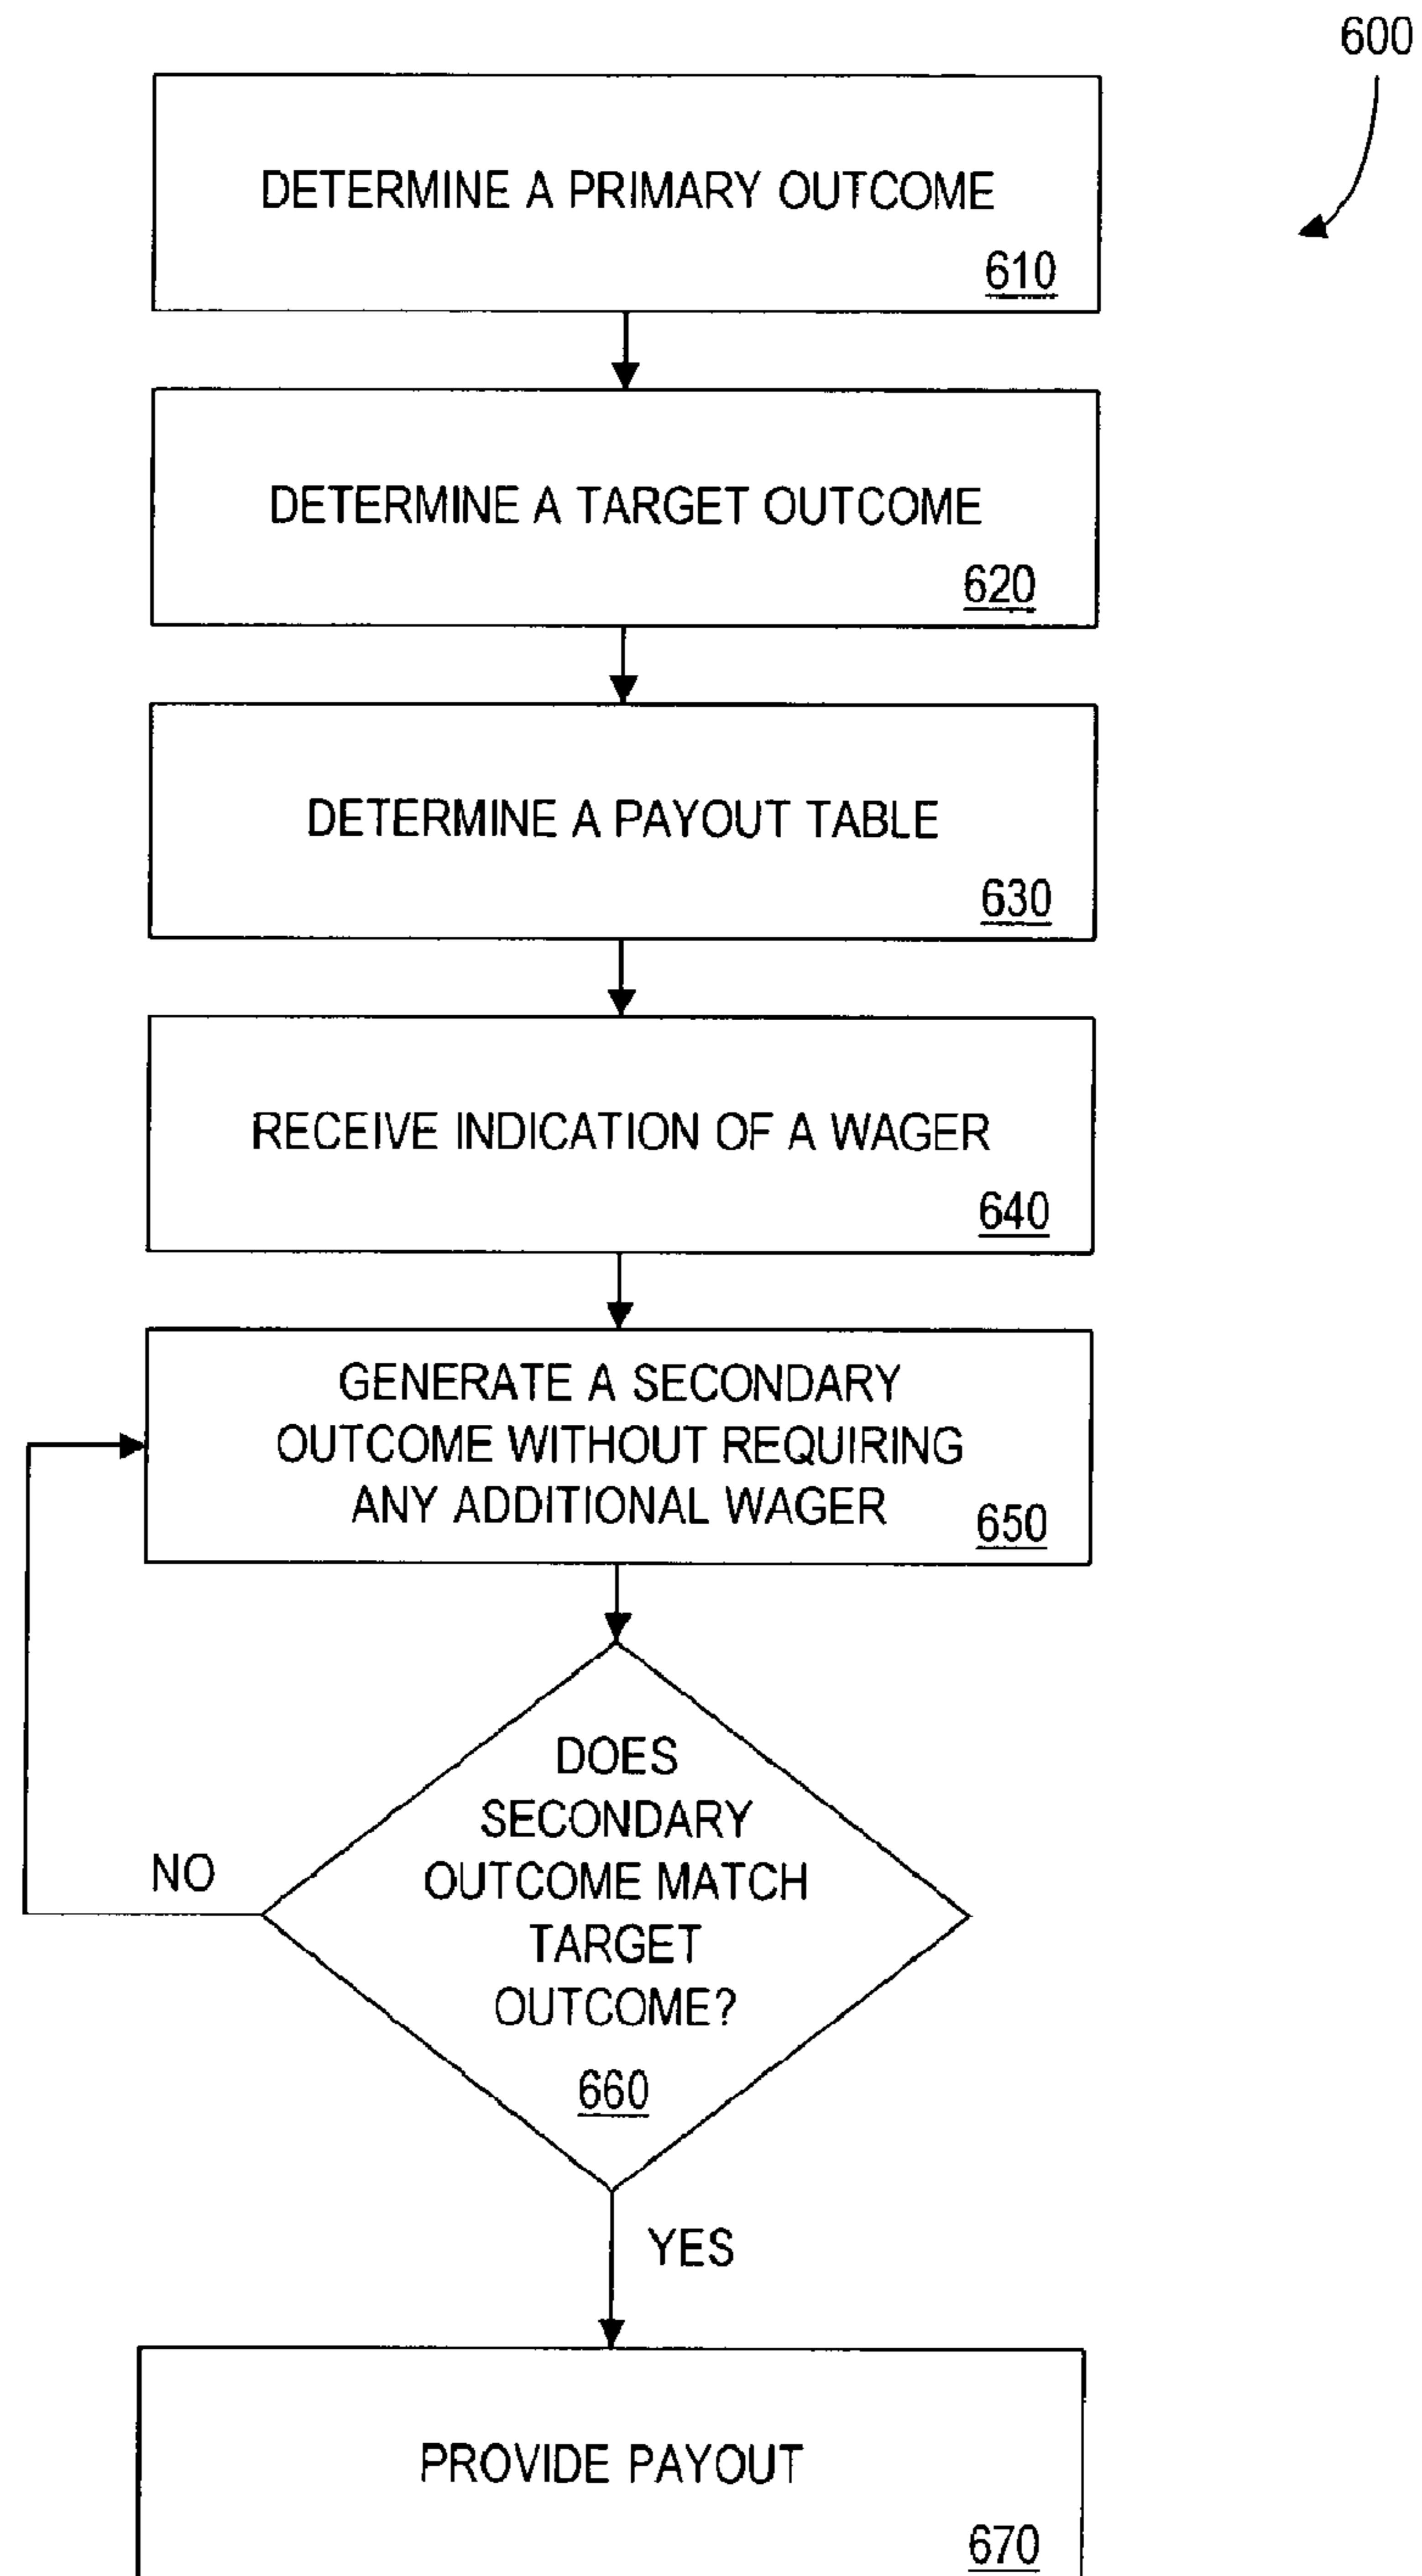 600
DETERMINE A PRIMARY OUTCOME
610
DETERMINE A TARGET OUTCOME
620
DETERMINE A PAYOUT TABLE
630
RECEIVE INDICATION OF A WAGER
640
GENERATE A SECONDARY
OUTCOME WITHOUT REQUIRING
ANY ADDITIONAL WAGER
650
DOES
SECONDARY
OUTCOME MATCH
TARGET
OUTCOME?
660
NO
YES
PROVIDE PAYOUT
670